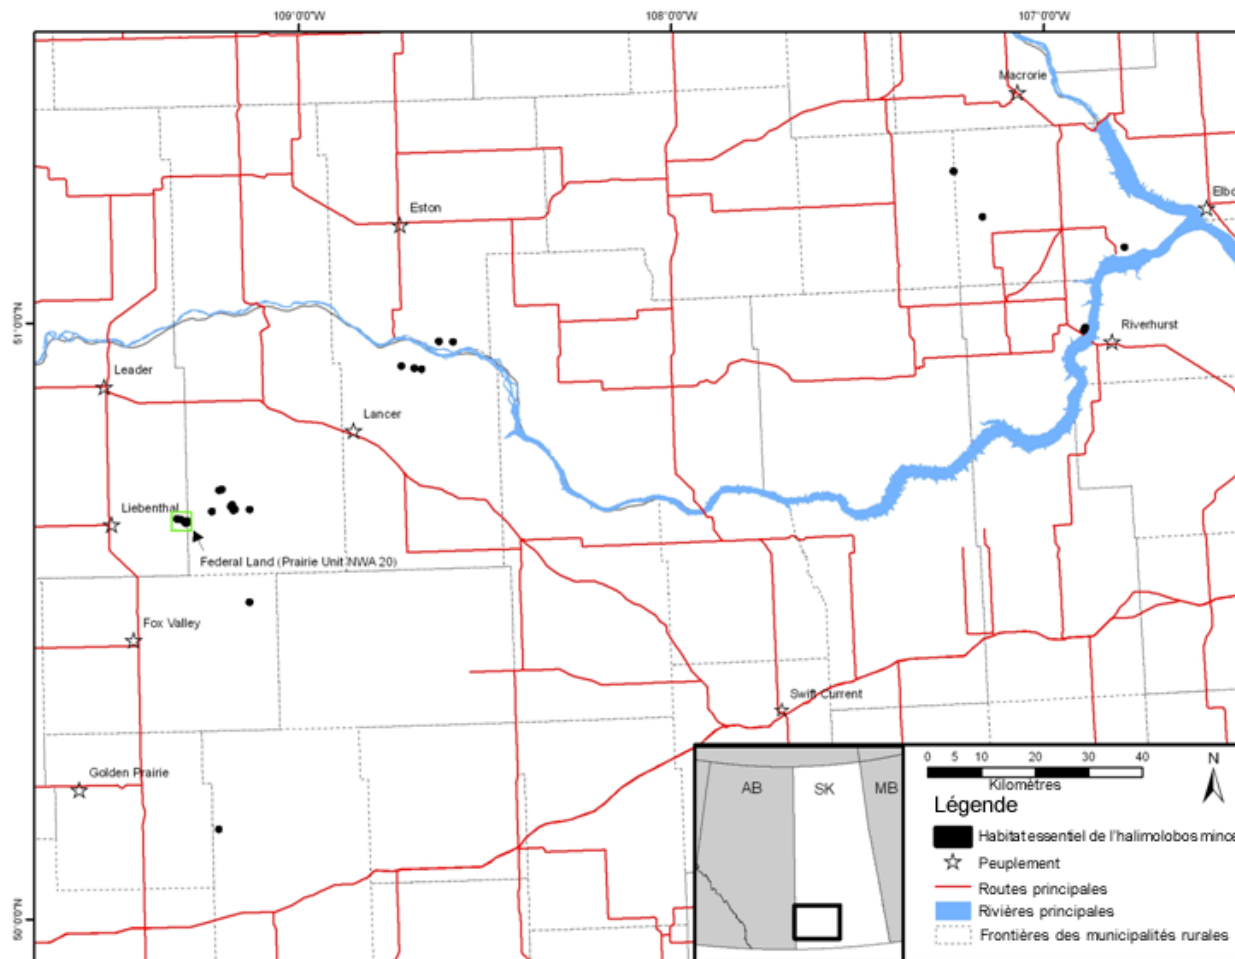 109°0'0"W
108°0'0"W
107°0'0"W
Macrorie
Elbo
Eston
51°0'0"N
Riverhurst
Leader
Lancer
Liebenthal
Federal Land (Prairie Unit NWA 20)
Fox Valley
Swift Current
Golden Prairie
0 5 10 20 30 40
Kilomètres
N
AB SK MB
Légende
Habitat essentiel de l'halimolobos mince
Peuplement
Routes principales
Rivières principales
Frontières des municipalités rurales
50°0'0"N